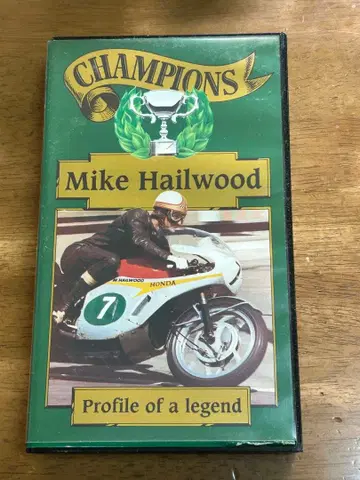 CHAMPIONS
Mike Hailwood
M HAILWOOD
HONDA
7
Profile of a legend